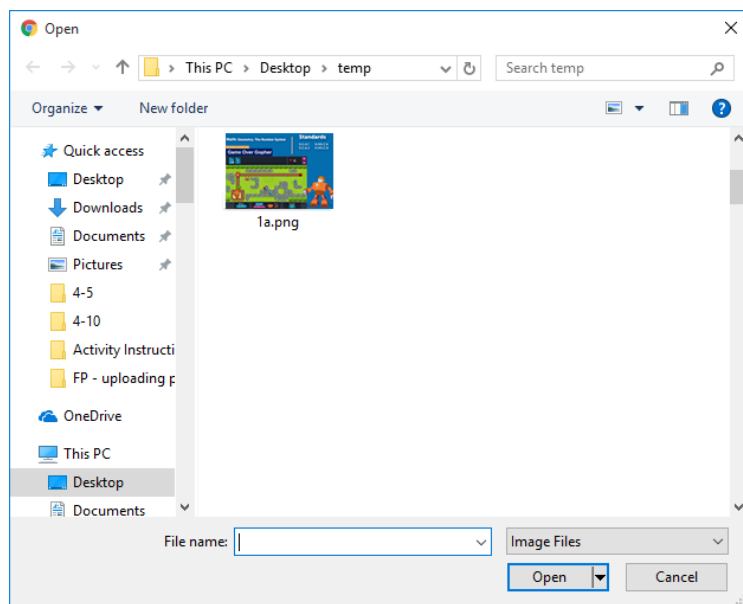 Open
This PC > Desktop > temp
Search temp
Organize
New folder
Quick access
Desktop
Downloads
Documents
Pictures
4-5
4-10
Activity Instructi
FP - uploading p
OneDrive
This PC
Desktop
Documents
Standards
Game Over Gopher
1a.png
File name:
Image Files
Open
Cancel